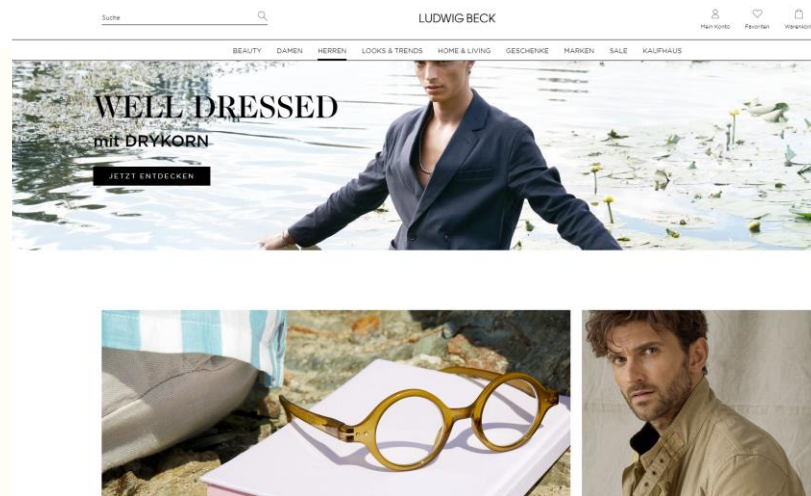 Suche
LUDWIG BECK
Mein Konto Favoriten Warenkorb
BEAUTY DAMEN HERREN LOOKS & TRENDS HOME & LIVING GESCHENKE MARKEN SALE KAUFHAUS
WELL DRESSED
mit DRYKORN
JETZT ENTDECKEN